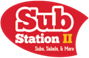 Sub
Station II
Subs, Salads, & More